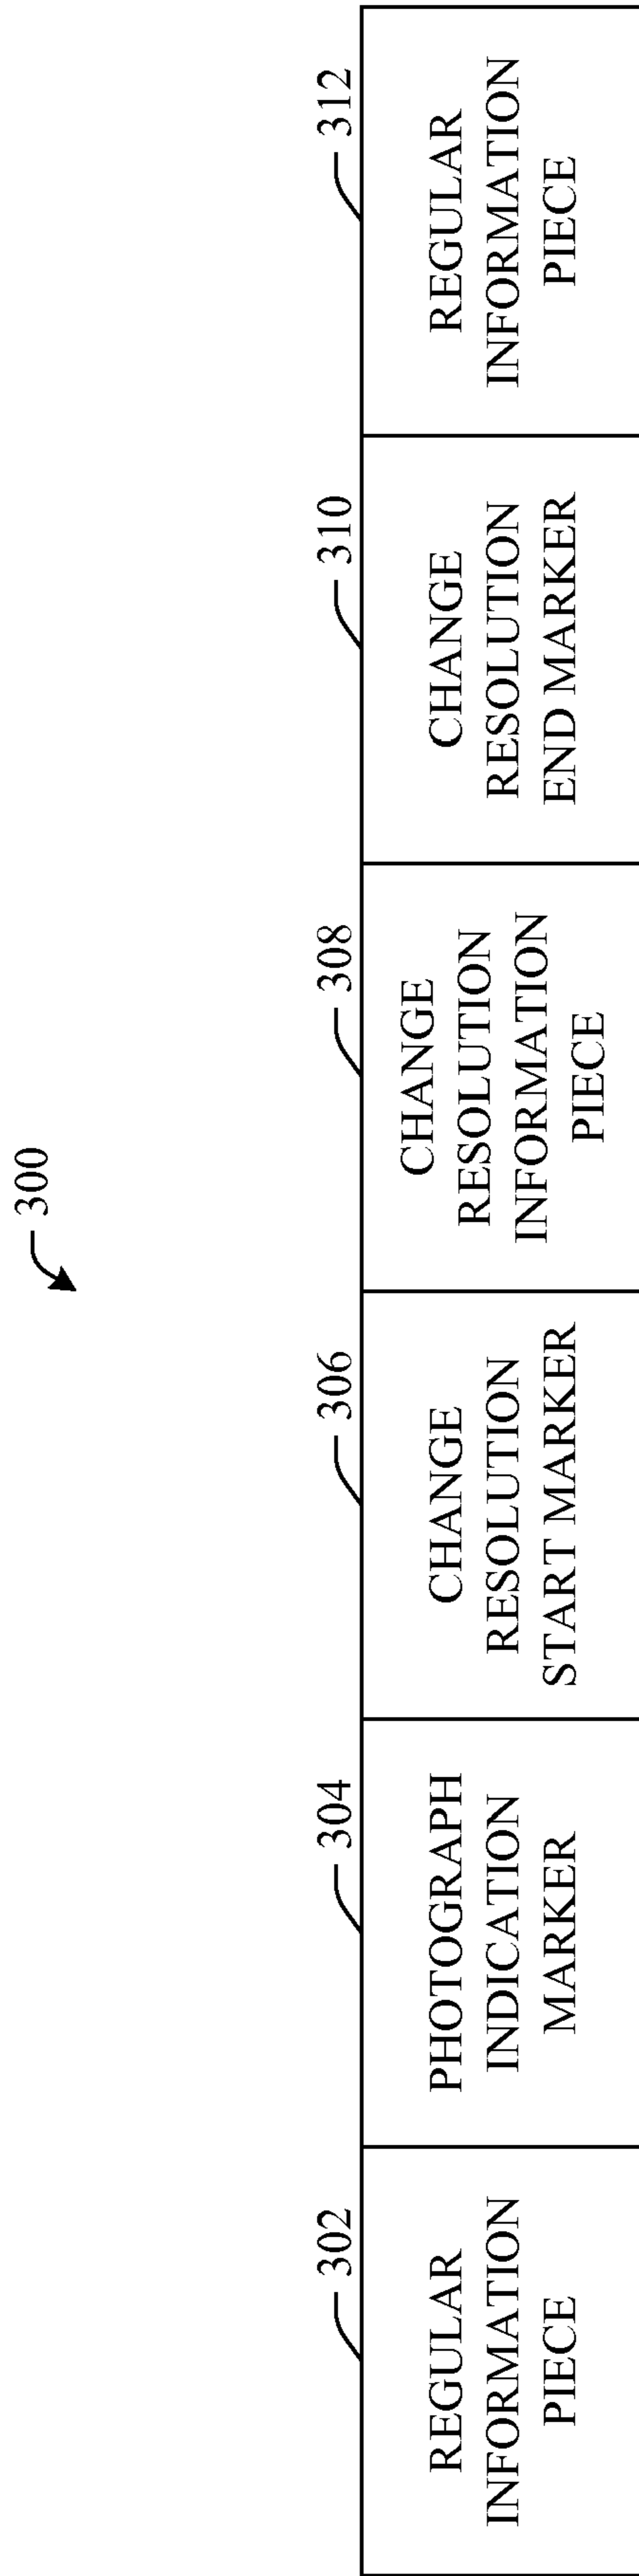 300
302
REGULAR
INFORMATION
PIECE
304
PHOTOGRAPH
INDICATION
MARKER
306
CHANGE
RESOLUTION
START MARKER
308
CHANGE
RESOLUTION
INFORMATION
PIECE
310
CHANGE
RESOLUTION
END MARKER
312
REGULAR
INFORMATION
PIECE